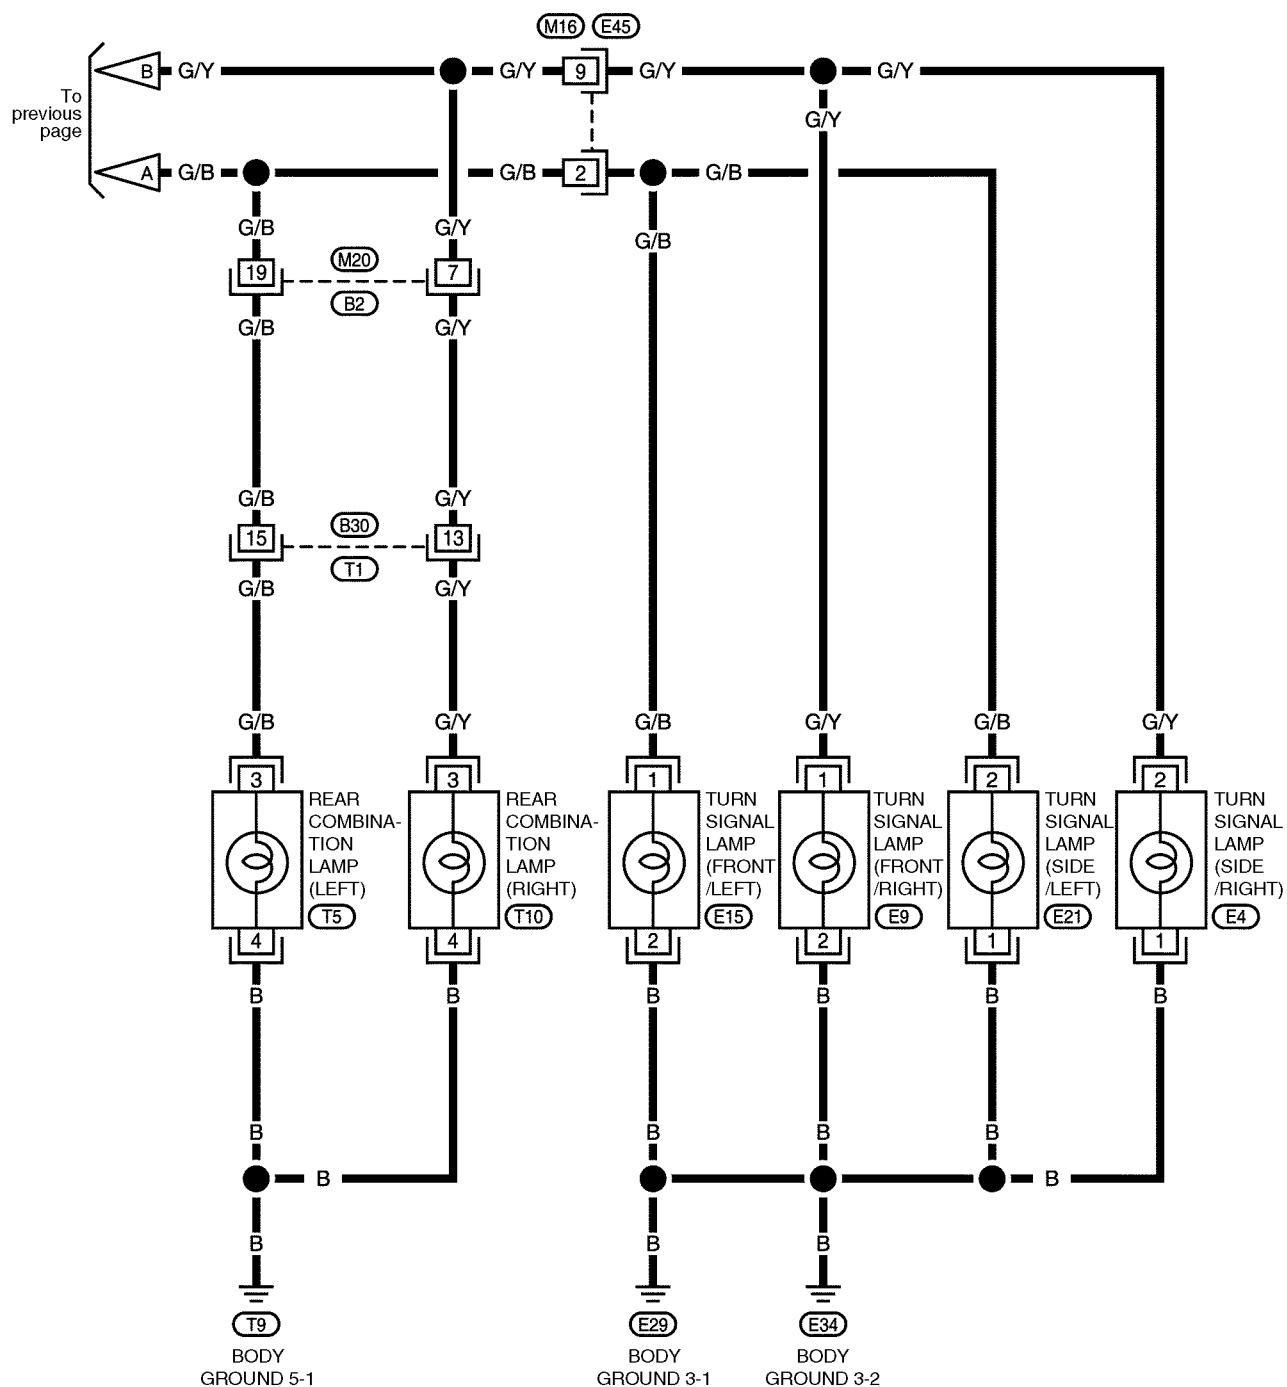 M16 E45
B G/Y G/Y 9 G/Y G/Y
To
previous
page
G/Y
A G/B G/B 2 G/B
G/B G/Y G/B
M20
19 7
B2
G/B G/Y
G/B G/Y
B30
15 13
T1
G/B G/Y
G/B G/Y G/B G/Y G/B G/Y
3 3 1 1 2 2
REAR
COMBINA-
TION
LAMP
(LEFT)
T5
REAR
COMBINA-
TION
LAMP
(RIGHT)
T10
TURN
SIGNAL
LAMP
(FRONT
/LEFT)
E15
TURN
SIGNAL
LAMP
(FRONT
/RIGHT)
E9
TURN
SIGNAL
LAMP
(SIDE
/LEFT)
E21
TURN
SIGNAL
LAMP
(SIDE
/RIGHT)
E4
4 4 2 2 1 1
B B B B B B
B B B B
B B
B B B
T9 E29 E34
BODY
GROUND 5-1
BODY
GROUND 3-1
BODY
GROUND 3-2